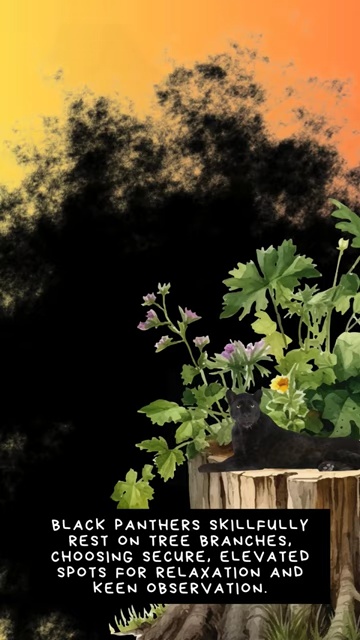 BLACK PANTHERS SKILLFULLY
REST ON TREE BRANCHES,
CHOOSING SECURE, ELEVATED
SPOTS FOR RELAXATION AND
KEEN OBSERVATION.